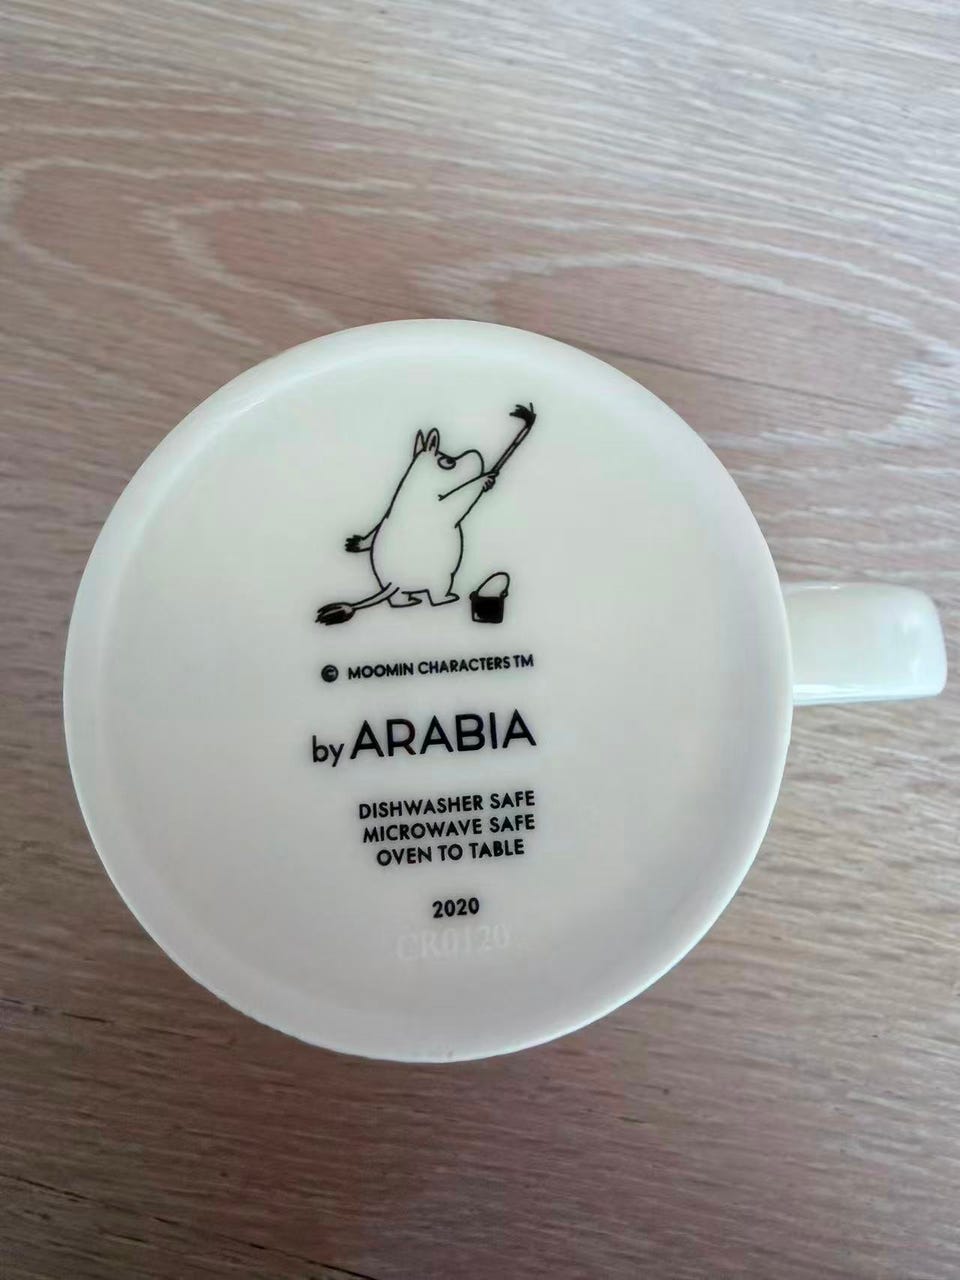 © MOOMIN CHARACTERS TM
by ARABIA
DISHWASHER SAFE
MICROWAVE SAFE
OVEN TO TABLE
2020
CR0120